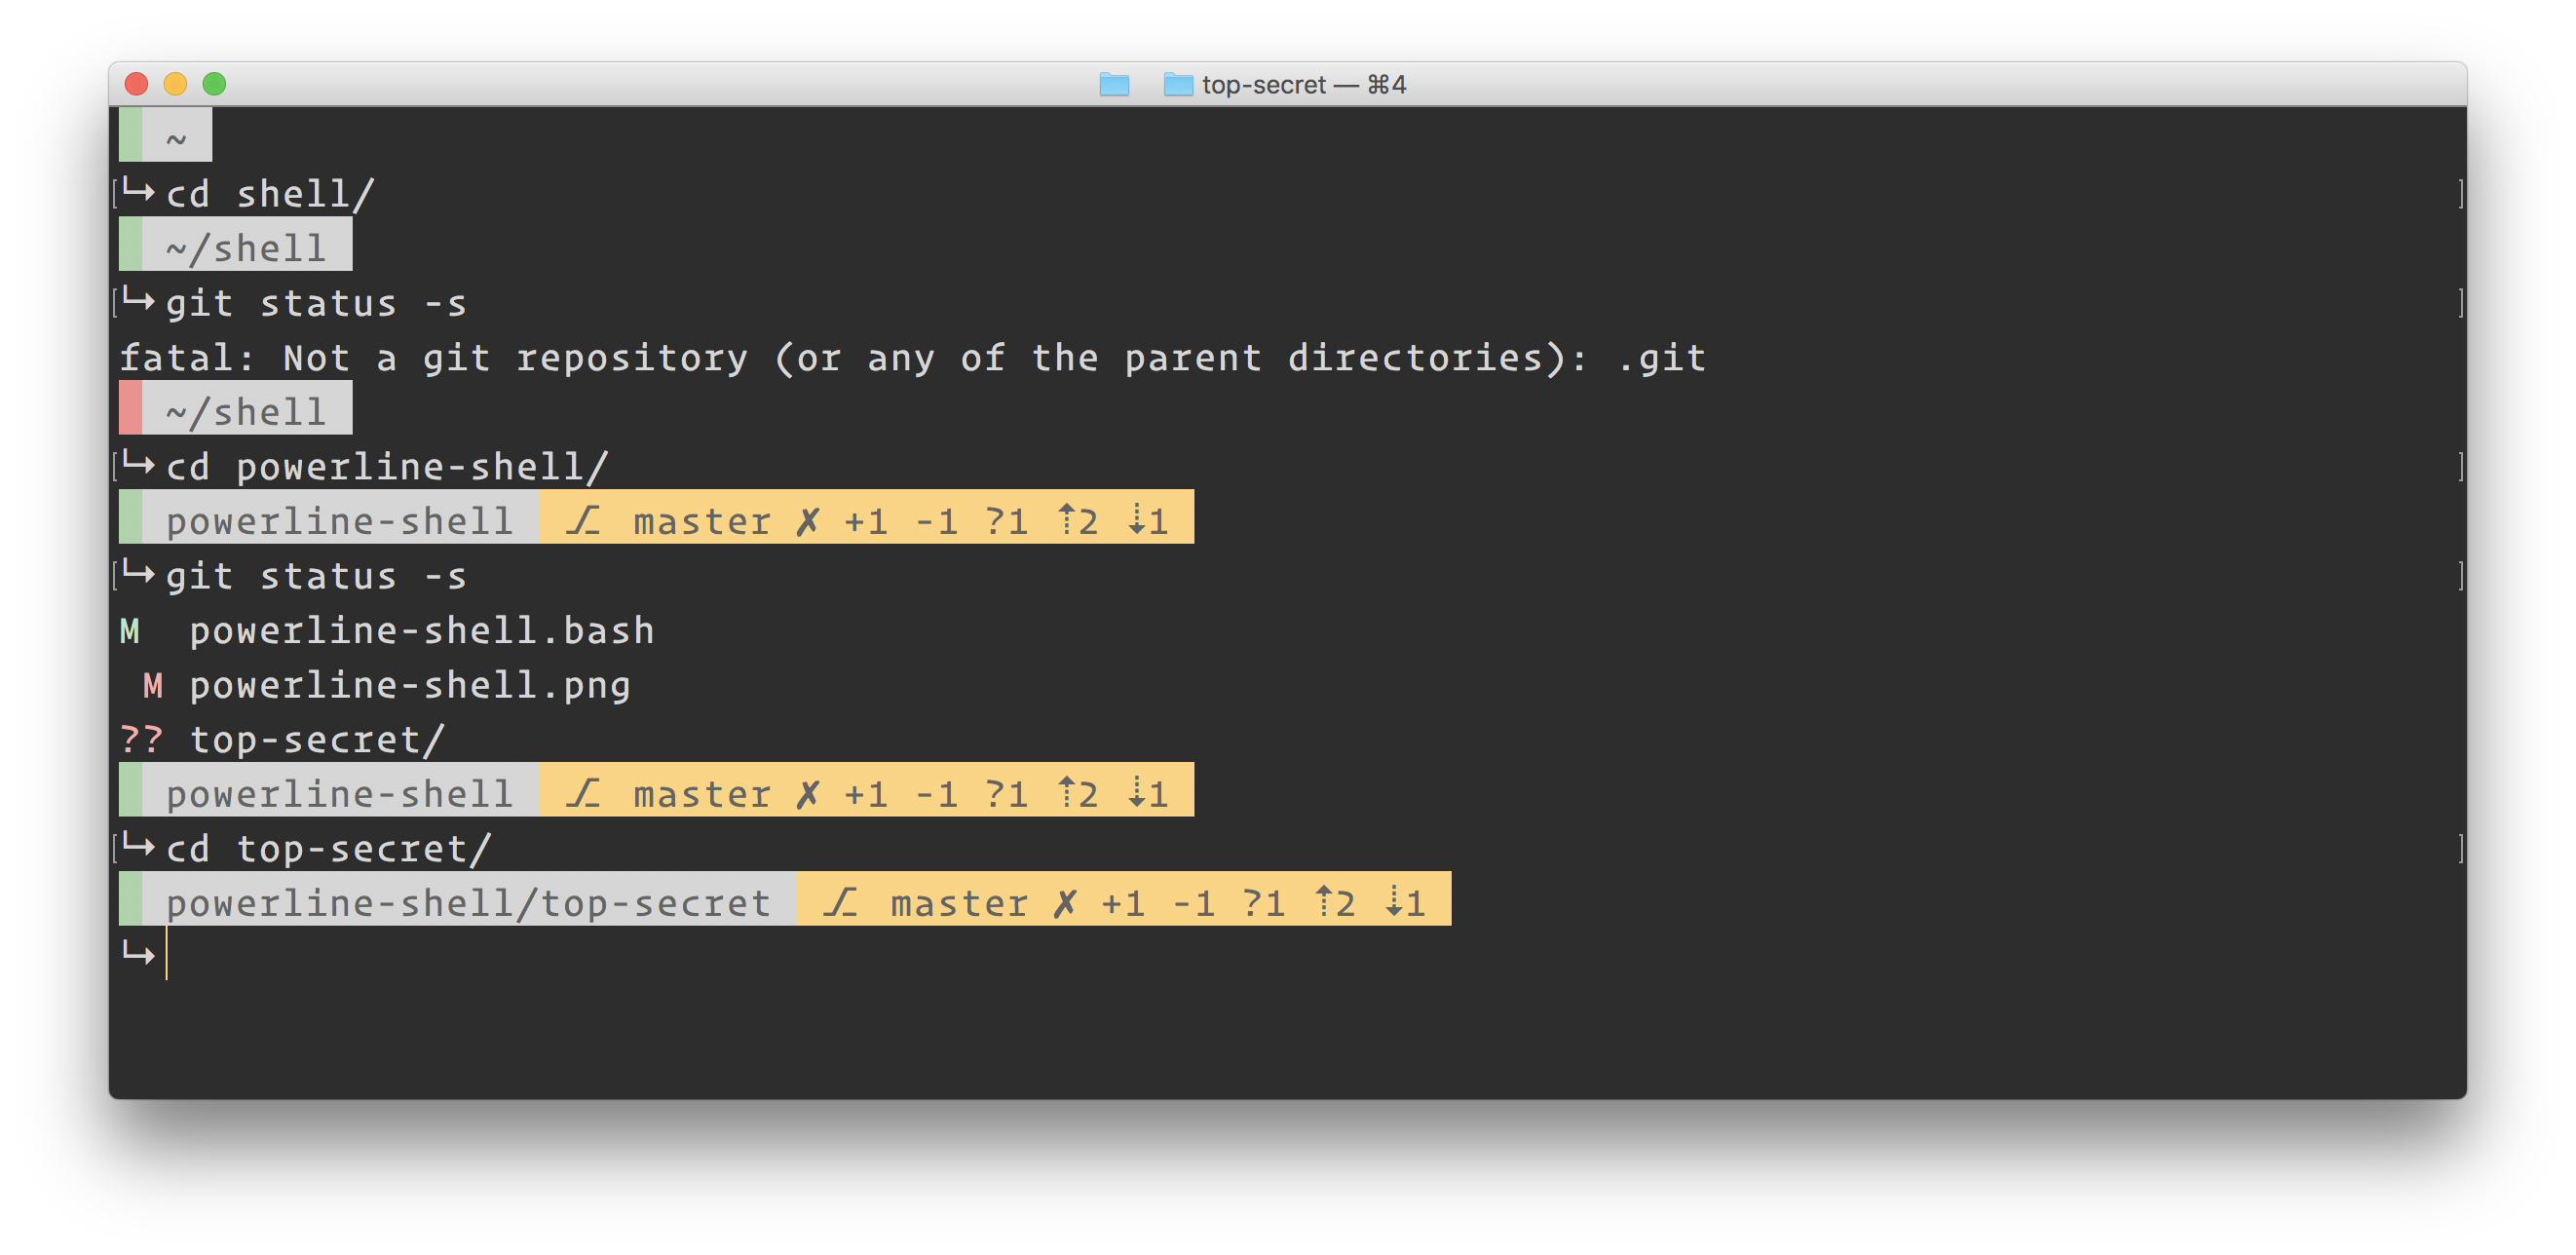 top-secret — ⌘4
~
↳ cd shell/
~/shell
↳ git status -s
fatal: Not a git repository (or any of the parent directories): .git
~/shell
↳ cd powerline-shell/
powerline-shell ⎇ master ✗ +1 -1 ?1 ⇡2 ⇣1
↳ git status -s
M  powerline-shell.bash
 M powerline-shell.png
?? top-secret/
powerline-shell ⎇ master ✗ +1 -1 ?1 ⇡2 ⇣1
↳ cd top-secret/
powerline-shell/top-secret ⎇ master ✗ +1 -1 ?1 ⇡2 ⇣1
↳